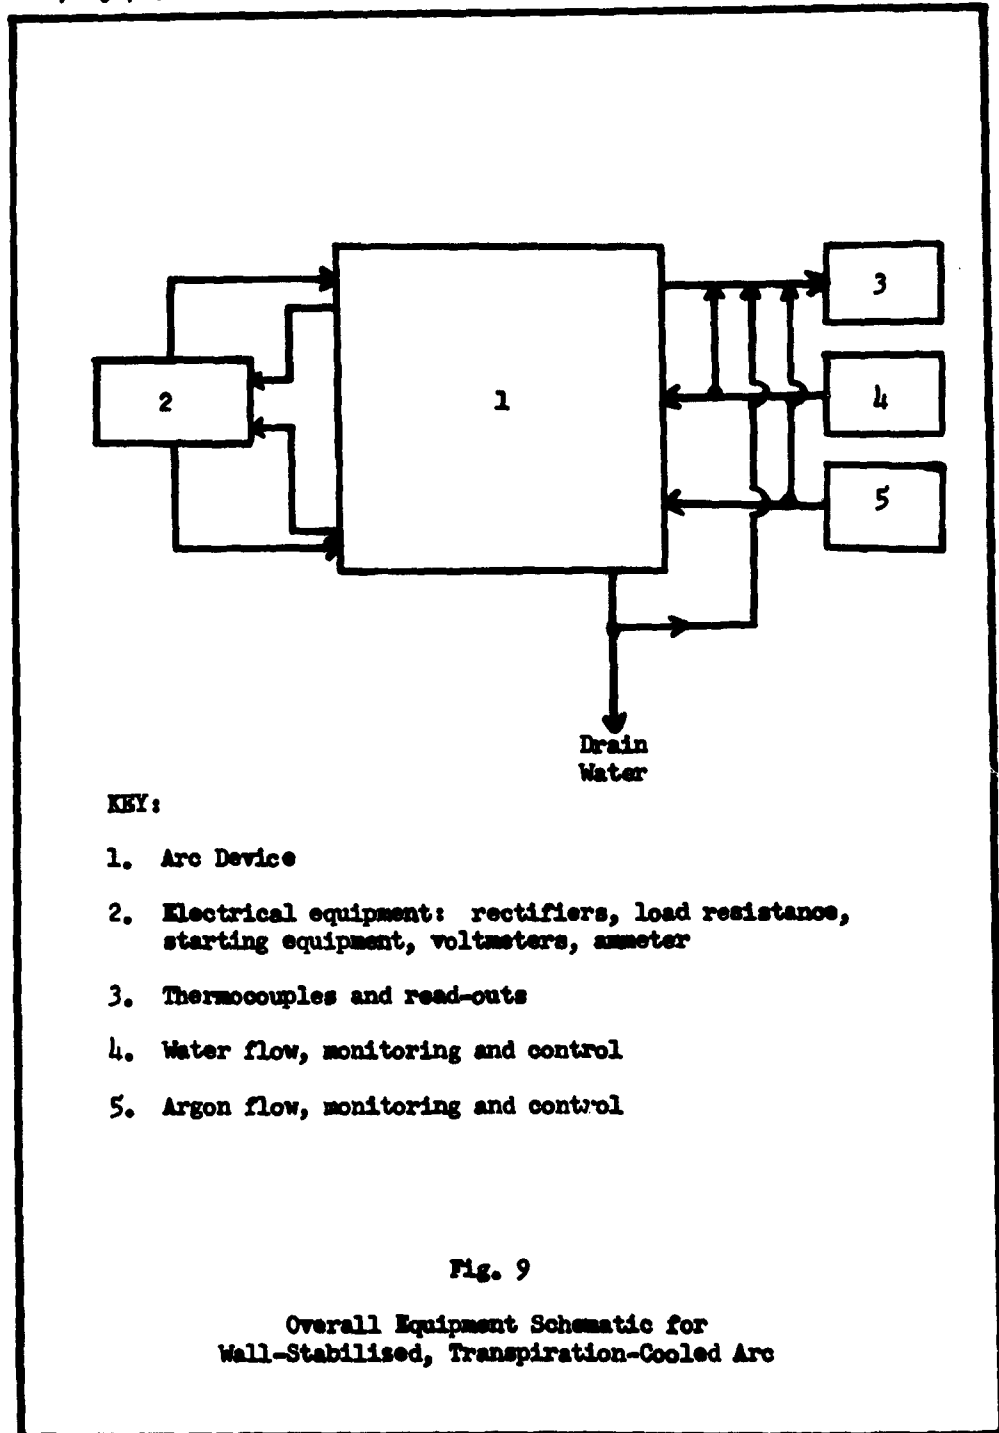 3
2
1
4
5
Drain
Water
KEY:
1. Arc Device
2. Electrical equipment: rectifiers, load resistance,
starting equipment, voltmeters, ammeter
3. Thermocouples and read-outs
4. Water flow, monitoring and control
5. Argon flow, monitoring and control
Fig. 9
Overall Equipment Schematic for
Wall-Stabilized, Transpiration-Cooled Arc